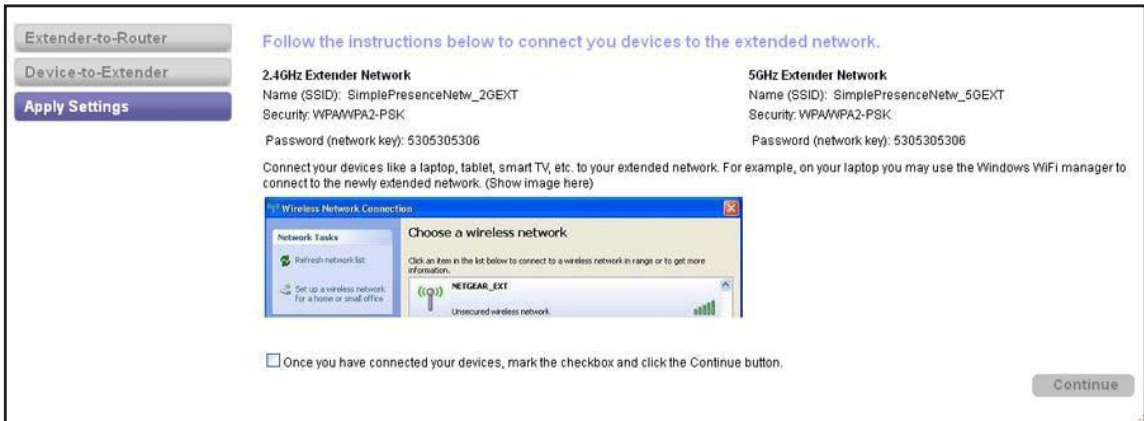 Extender-to-Router
Device-to-Extender
Apply Settings
Follow the instructions below to connect you devices to the extended network.
2.4GHz Extender Network
Name (SSID): SimplePresenceNetw_2GEXT
Security: WPA/WPA2-PSK
Password (network key): 5305305306
5GHz Extender Network
Name (SSID): SimplePresenceNetw_5GEXT
Security: WPA/WPA2-PSK
Password (network key): 5305305306
Connect your devices like a laptop, tablet, smart TV, etc. to your extended network. For example, on your laptop you may use the Windows WiFi manager to
connect to the newly extended network. (Show image here)
Wireless Network Connection
Network Tasks
Refresh network list
Set up a wireless network
for a home or small office
Choose a wireless network
Click an item in the list below to connect to a wireless network in range or to get more
information.
NETGEAR_EXT
Unsecured wireless network
Once you have connected your devices, mark the checkbox and click the Continue button.
Continue